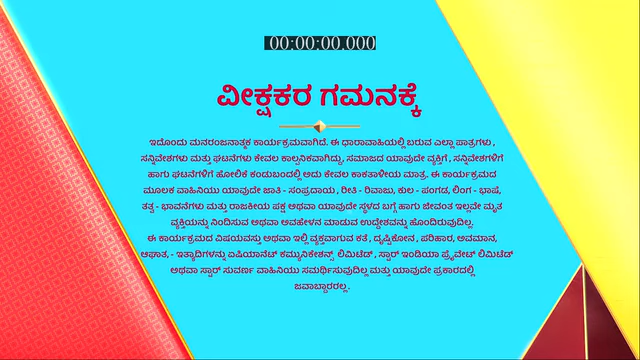 00:00:00.000
ವೀಕ್ಷಕರ ಗಮನಕ್ಕೆ
ಇದೊಂದು ಮನರಂಜನಾತ್ಮಕ ಕಾರ್ಯಕ್ರಮವಾಗಿದೆ. ಈ ಧಾರಾವಾಹಿಯಲ್ಲಿ ಬರುವ ಎಲ್ಲಾ ಪಾತ್ರಗಳು ,
ಸನ್ನಿವೇಶಗಳು ಮತ್ತು ಘಟನೆಗಳು ಕೇವಲ ಕಾಲ್ಪನಿಕವಾಗಿದ್ದು, ಸಮಾಜದ ಯಾವುದೇ ವ್ಯಕ್ತಿಗೆ , ಸನ್ನಿವೇಶಗಳಿಗೆ
ಹಾಗು ಘಟನೆಗಳಿಗೆ ಹೋಲಿಕೆ ಕಂಡುಬಂದಲ್ಲಿ ಅದು ಕೇವಲ ಕಾಕತಾಳೀಯ ಮಾತ್ರ. ಈ ಕಾರ್ಯಕ್ರಮದ
ಮೂಲಕ ವಾಹಿನಿಯು ಯಾವುದೇ ಜಾತಿ - ಸಂಪ್ರದಾಯ , ರೀತಿ - ರಿವಾಜು, ಕುಲ - ಪಂಗಡ, ಲಿಂಗ - ಭಾಷೆ,
ತತ್ವ - ಭಾವನೆಗಳು ಮತ್ತು ರಾಜಕೀಯ ಪಕ್ಷ ಅಥವಾ ಯಾವುದೇ ಸ್ಥಳದ ಬಗ್ಗೆ ಹಾಗು ಜೀವಂತ ಇಲ್ಲವೇ ಮೃತ
ವ್ಯಕ್ತಿಯನ್ನು ನಿಂದಿಸುವ ಅಥವಾ ಅವಹೇಳನ ಮಾಡುವ ಉದ್ದೇಶವನ್ನು ಹೊಂದಿರುವುದಿಲ್ಲ.
ಈ ಕಾರ್ಯಕ್ರಮದ ವಿಷಯವಸ್ತು ಅಥವಾ ಇಲ್ಲಿ ವ್ಯಕ್ತವಾಗುವ ಕತೆ , ದೃಷ್ಟಿಕೋನ , ಪರಿಹಾರ, ಅವಮಾನ,
ಆಘಾತ, - ಇತ್ಯಾದಿಗಳನ್ನು ಏಷಿಯಾನೆಟ್ ಕಮ್ಯುನಿಕೇಶನ್ಸ್ ಲಿಮಿಟೆಡ್ , ಸ್ಟಾರ್ ಇಂಡಿಯಾ ಪ್ರೈವೇಟ್ ಲಿಮಿಟೆಡ್
ಅಥವಾ ಸ್ಟಾರ್ ಸುವರ್ಣ ವಾಹಿನಿಯು ಸಮರ್ಥಿಸುವುದಿಲ್ಲ ಮತ್ತು ಯಾವುದೇ ಪ್ರಕಾರದಲ್ಲಿ
ಜವಾಬ್ದಾರರಲ್ಲ.